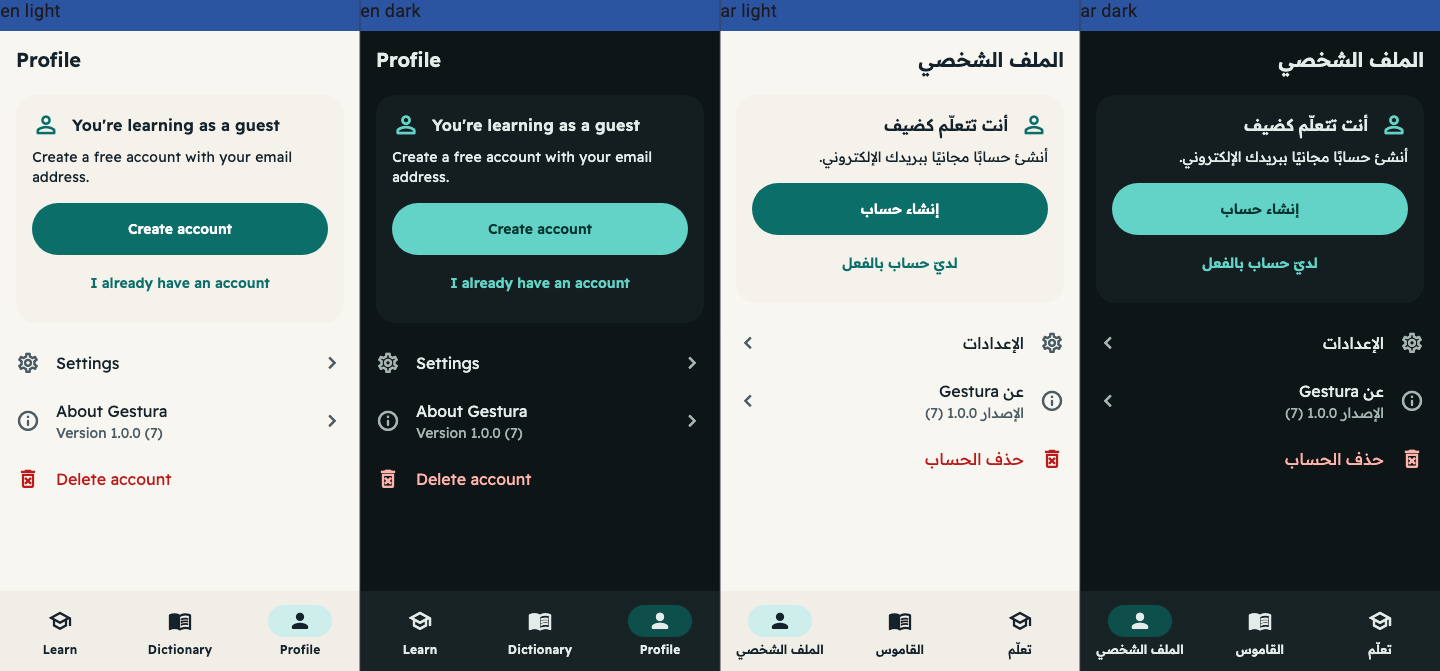 en light
Profile
You're learning as a guest
Create a free account with your email
address.
Create account
I already have an account
Settings
About Gestura
Version 1.0.0 (7)
Delete account
Learn
Dictionary
Profile
en dark
Profile
You're learning as a guest
Create a free account with your email
address.
Create account
I already have an account
Settings
About Gestura
Version 1.0.0 (7)
Delete account
Learn
Dictionary
Profile
ar light
الملف الشخصي
أنت تتعلّم كضيف
أنشئ حسابًا مجانيًا ببريدك الإلكتروني.
إنشاء حساب
لديّ حساب بالفعل
الإعدادات
عن Gestura
الإصدار 1.0.0 (7)
حذف الحساب
تعلّم
القاموس
الملف الشخصي
ar dark
الملف الشخصي
أنت تتعلّم كضيف
أنشئ حسابًا مجانيًا ببريدك الإلكتروني.
إنشاء حساب
لديّ حساب بالفعل
الإعدادات
عن Gestura
الإصدار 1.0.0 (7)
حذف الحساب
تعلّم
القاموس
الملف الشخصي